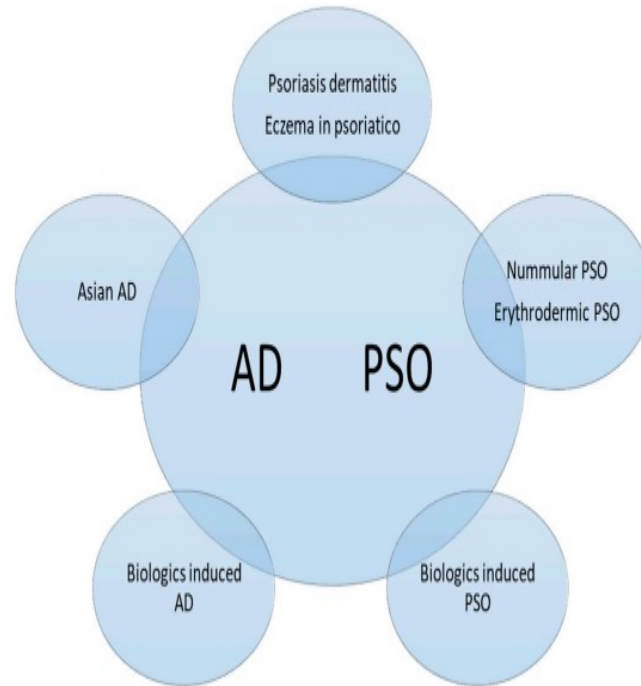 Psoriasis dermatitis
Eczema in psoriatico
Asian AD
Nummular PSO
Erythrodermic PSO
AD PSO
Biologics induced
AD
Biologics induced
PSO